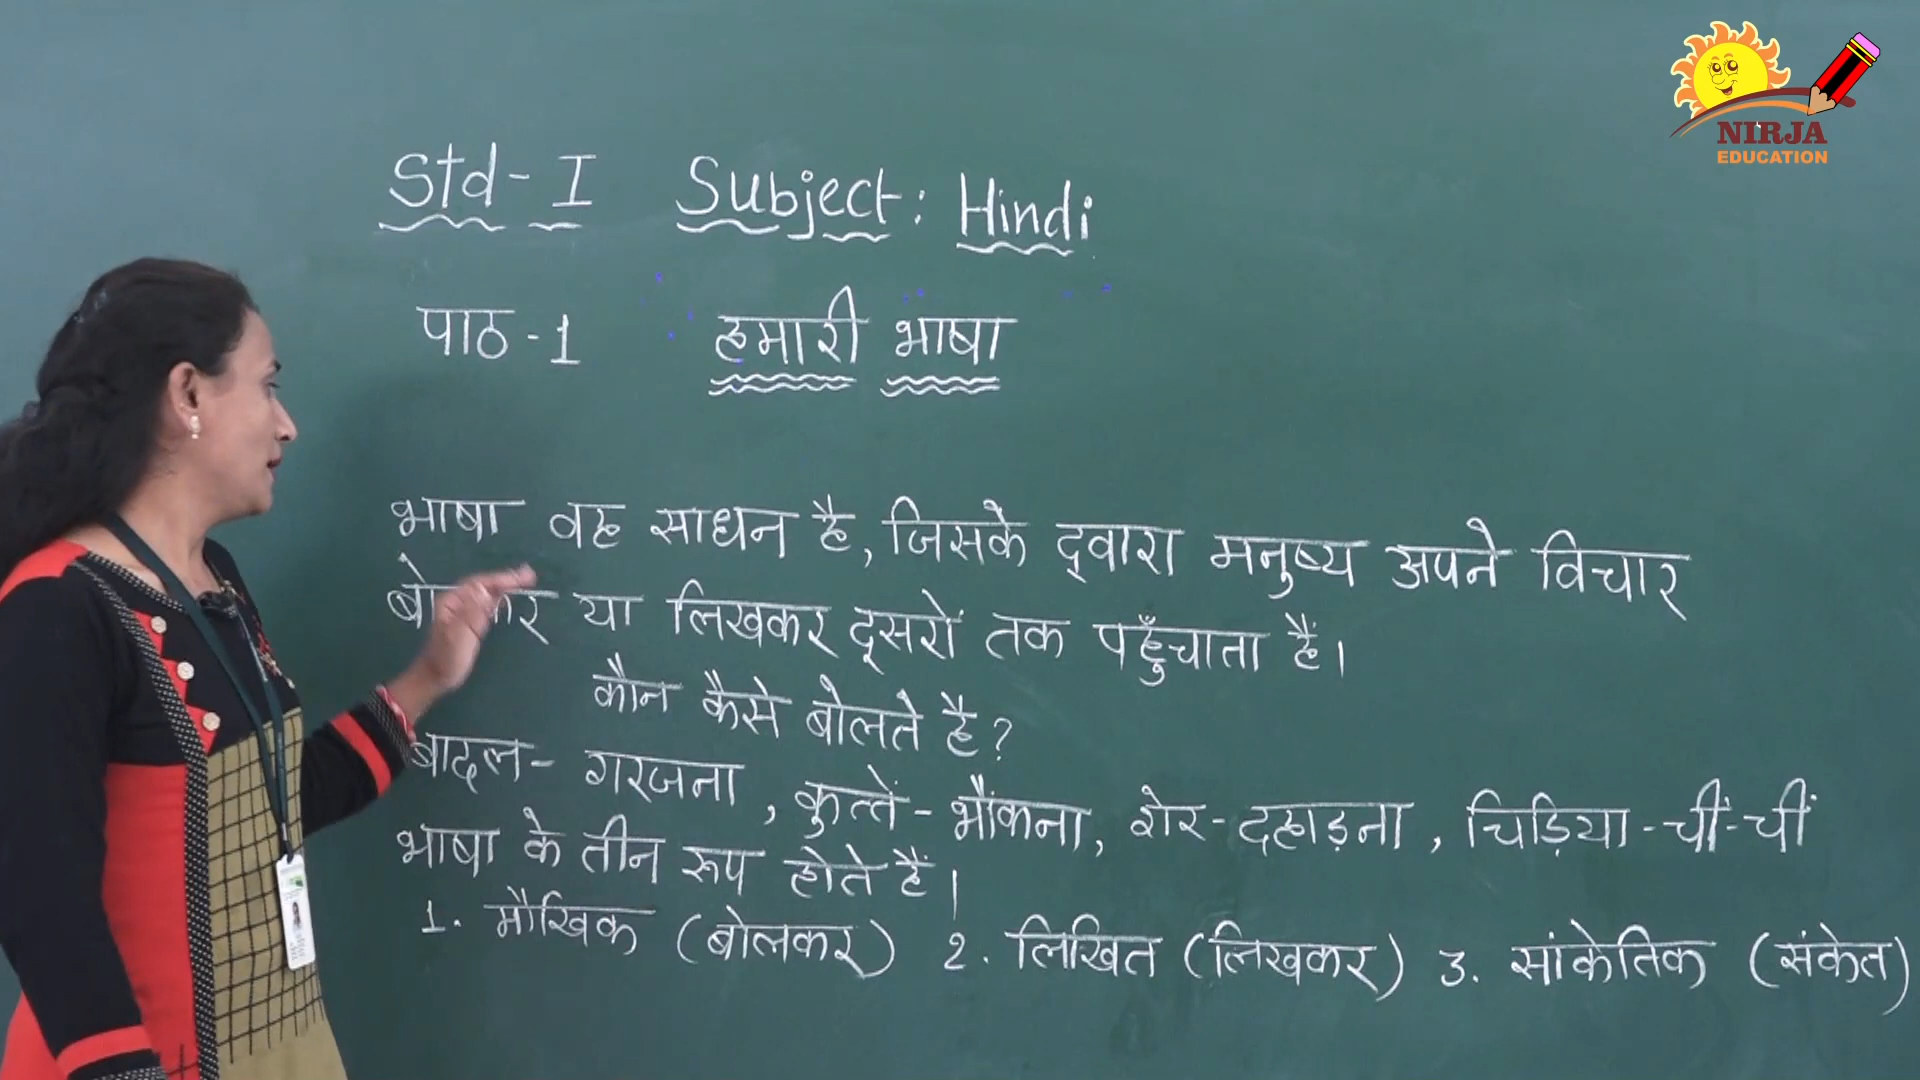 NIRJA
EDUCATION
Std - I Subject : Hindi
पाठ - 1 हमारी भाषा
भाषा वह साधन है, जिसके द्वारा मनुष्य अपने विचार
या लिखकर दूसरों तक पहुँचाता हैं।
कौन कैसे बोलते है?
बादल - गरजना , कुत्तें - भौंकना, शेर - दहाड़ना , चिड़िया - चीं-चीं
भाषा के तीन रूप होते हैं।
1. मौखिक (बोलकर) 2. लिखित (लिखकर) 3. सांकेतिक (संकेत)